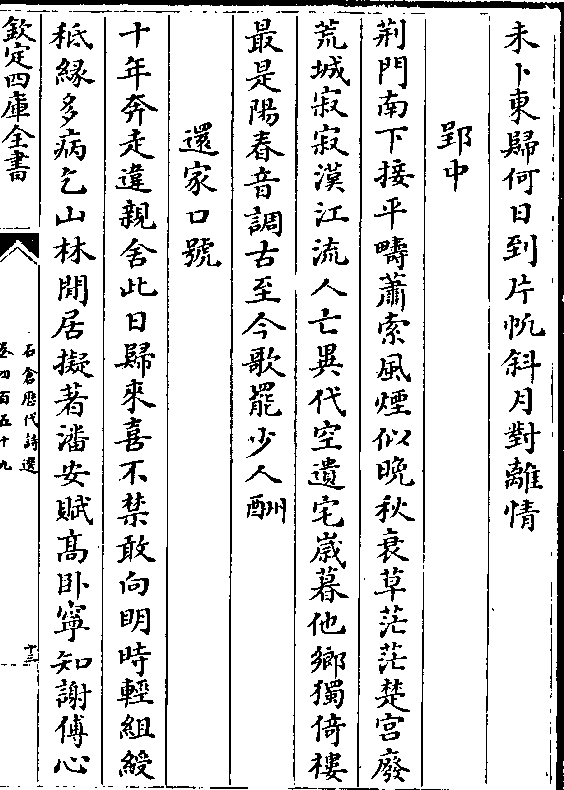 未卜東歸何日到片帆斜月對離情
郢中
荆門南下接平疇蕭索風煙似晚秋衰草茫茫楚宫廢
荒城寂寂漢江流人亡異代空遺宅嵗暮他鄉獨倚樓
最是陽春音調古至今歌罷少人酬
還家口號
十年奔走違親舍此日歸來喜不禁敢向明時輕組綬
秪緣多病乞山林閒居擬著潘安賦髙卧寧知謝傅心
欽定四庫全書
石倉歴代詩選
卷四百五十九
十三